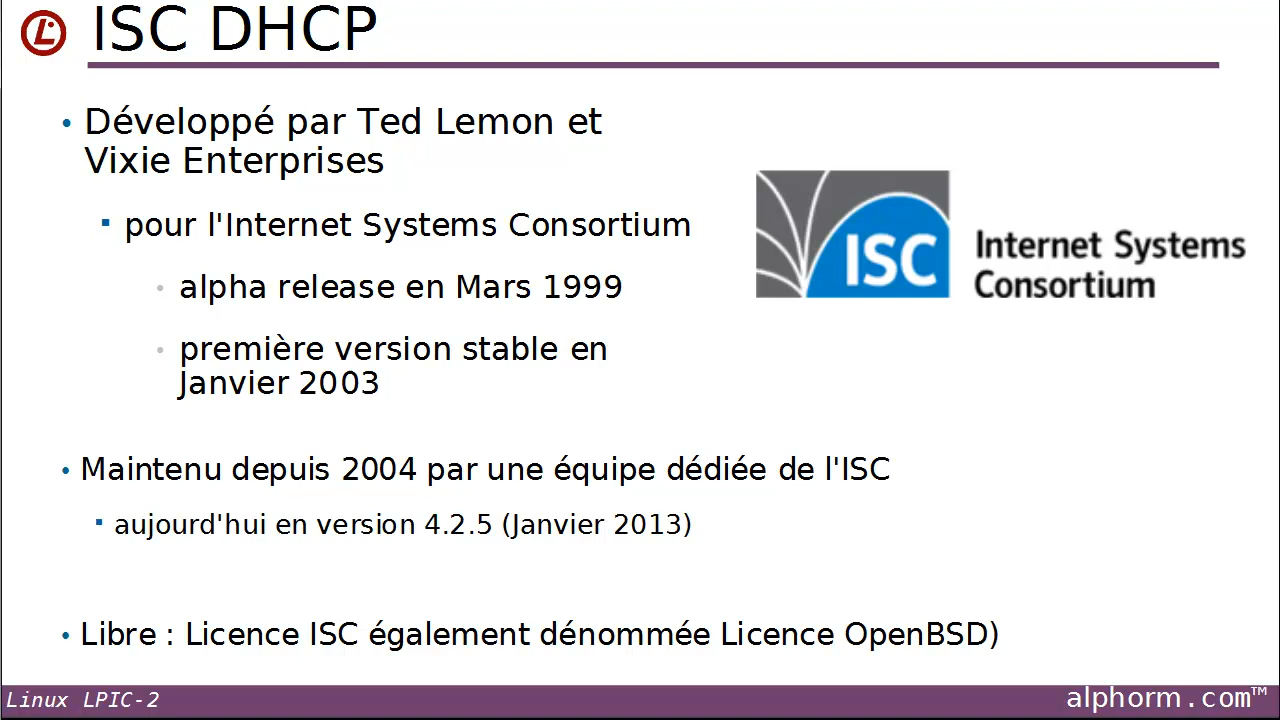 ISC DHCP
• Développé par Ted Lemon et
Vixie Enterprises
▪ pour l'Internet Systems Consortium
• alpha release en Mars 1999
• première version stable en
Janvier 2003
ISC
Internet Systems
Consortium
• Maintenu depuis 2004 par une équipe dédiée de l'ISC
▪ aujourd'hui en version 4.2.5 (Janvier 2013)
• Libre : Licence ISC également dénommée Licence OpenBSD)
Linux LPIC-2
alphorm.com™